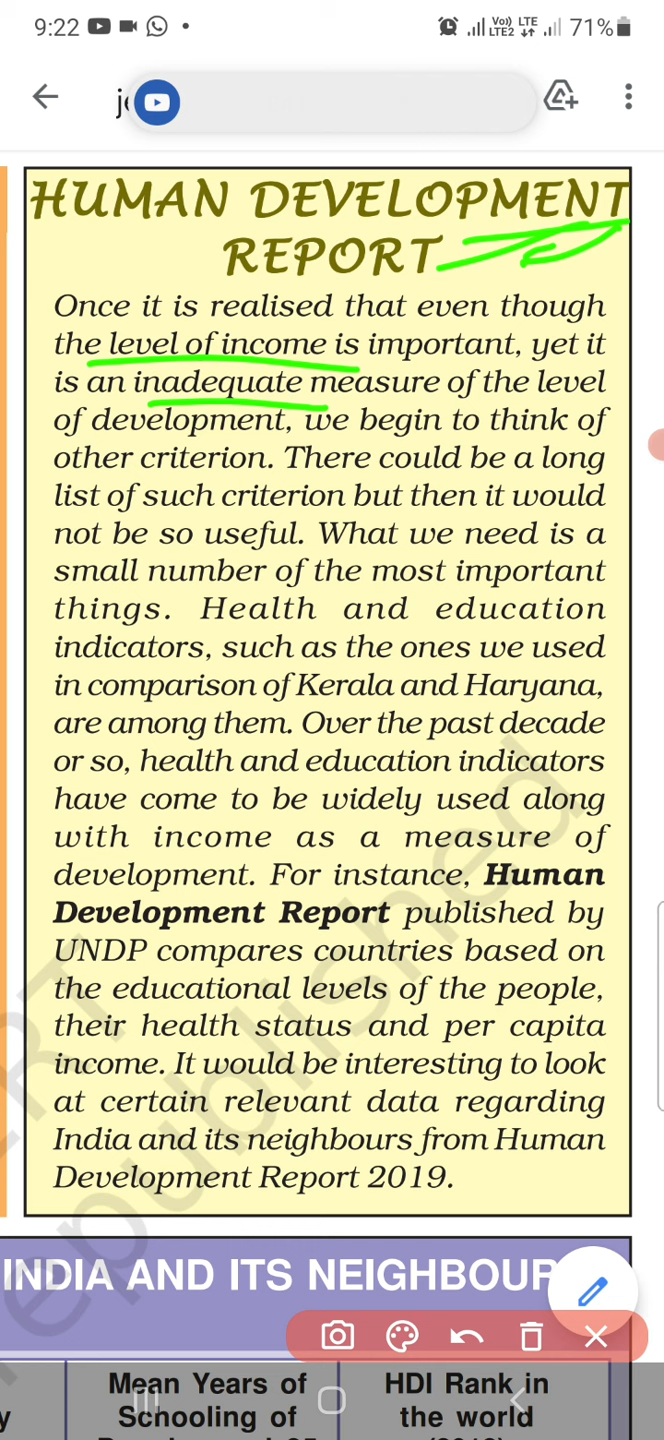 9:22
Vo)) LTE
LTE2
71%
HUMAN DEVELOPMENT
REPORT
Once it is realised that even though
the level of income is important, yet it
is an inadequate measure of the level
of development, we begin to think of
other criterion. There could be a long
list of such criterion but then it would
not be so useful. What we need is a
small number of the most important
things. Health and education
indicators, such as the ones we used
in comparison of Kerala and Haryana,
are among them. Over the past decade
or so, health and education indicators
have come to be widely used along
with income as a measure of
development. For instance, Human
Development Report published by
UNDP compares countries based on
the educational levels of the people,
their health status and per capita
income. It would be interesting to look
at certain relevant data regarding
India and its neighbours from Human
Development Report 2019.
INDIA AND ITS NEIGHBOUR
Mean Years of
HDI Rank in
y
Schooling of
the world